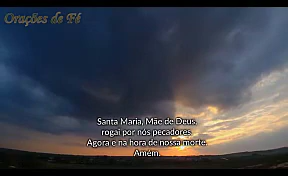 Orações de Fé
Santa Maria, Mãe de Deus,
rogai por nós pecadores
Agora e na hora de nossa morte.
Amém.